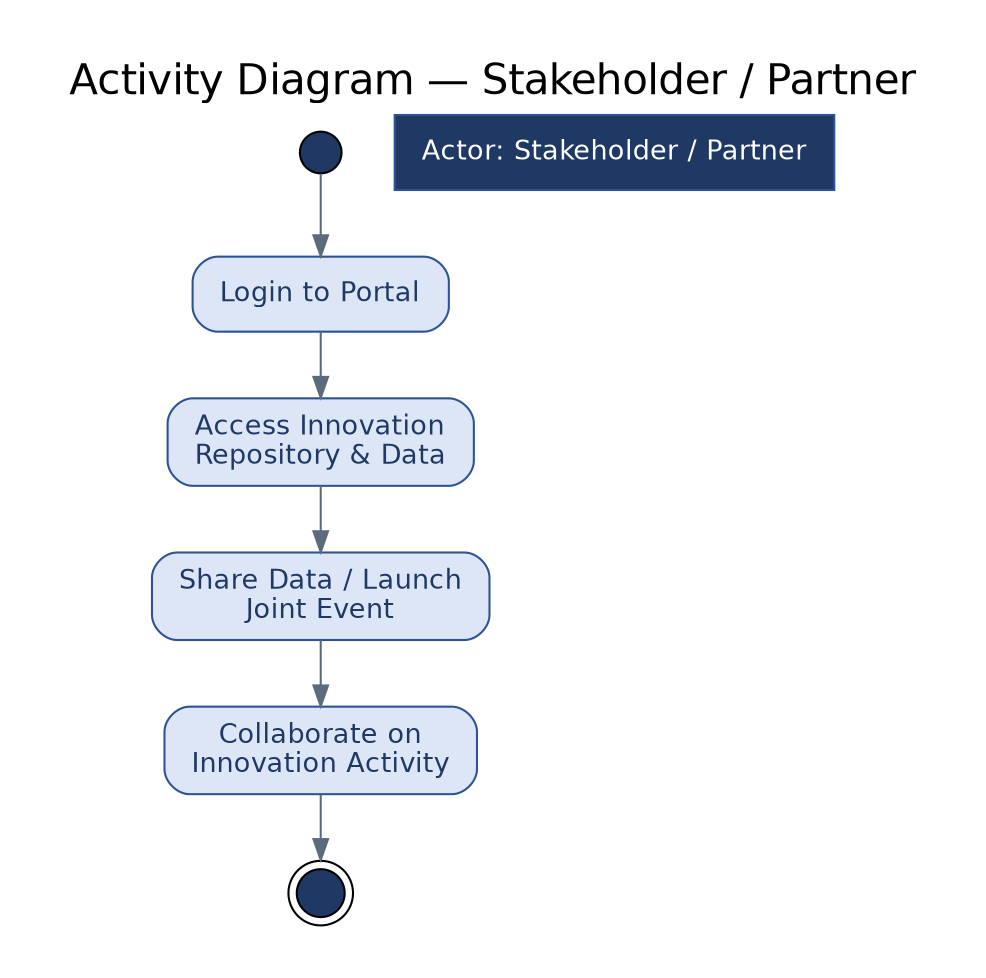 Activity Diagram — Stakeholder / Partner
Actor: Stakeholder / Partner
Login to Portal
Access Innovation
Repository & Data
Share Data / Launch
Joint Event
Collaborate on
Innovation Activity